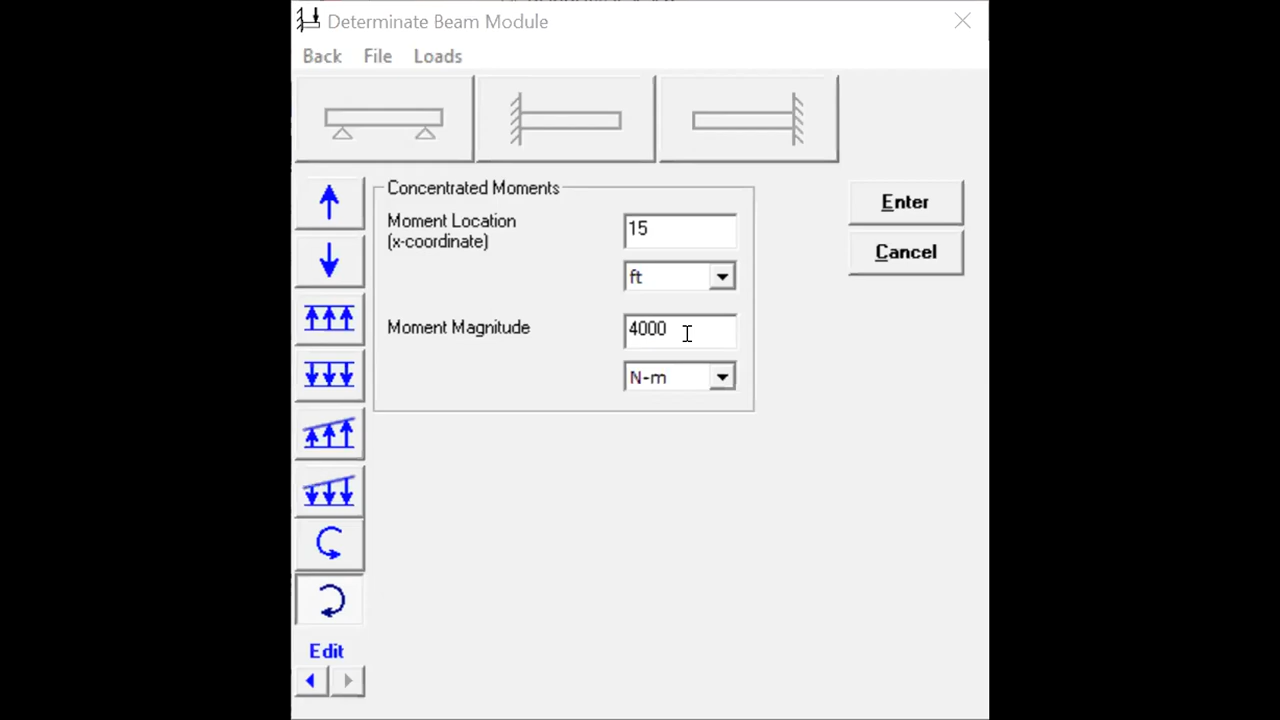 Determinate Beam Module
Back File Loads
Concentrated Moments
Moment Location
(x-coordinate)
15
ft
Moment Magnitude
4000
N-m
Enter
Cancel
Edit